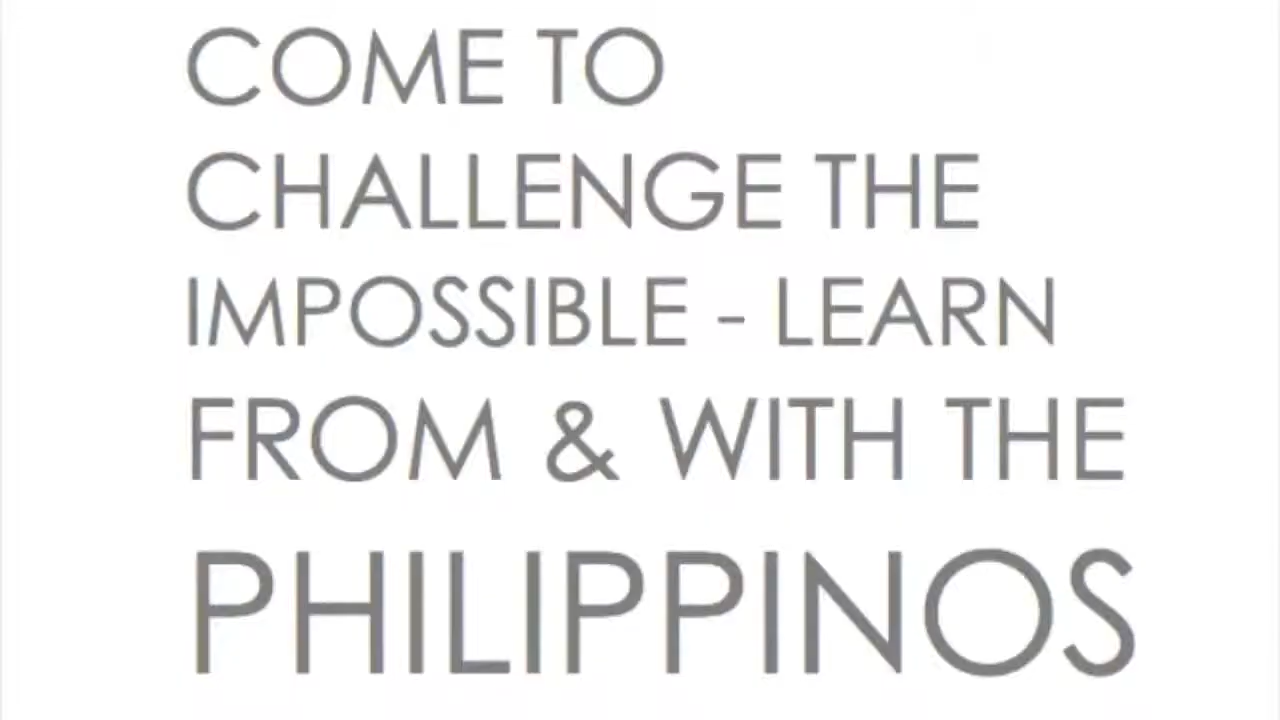 COME TO
CHALLENGE THE
IMPOSSIBLE - LEARN
FROM & WITH THE
PHILIPPINOS